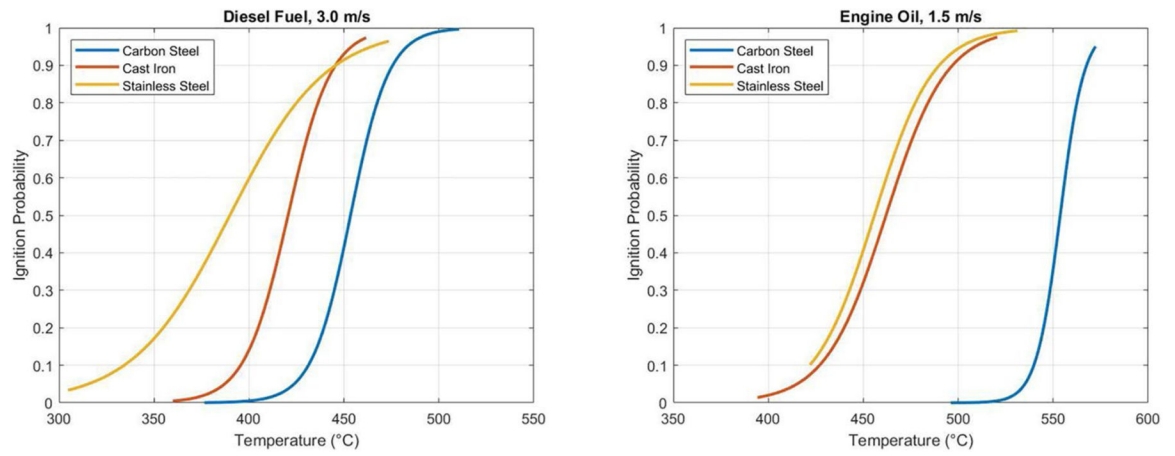 Diesel Fuel, 3.0 m/s
Carbon Steel
Cast Iron
Stainless Steel
Ignition Probability
1
0.9
0.8
0.7
0.6
0.5
0.4
0.3
0.2
0.1
0
300 350 400 450 500 550
Temperature (°C)
Engine Oil, 1.5 m/s
Carbon Steel
Cast Iron
Stainless Steel
Ignition Probability
1
0.9
0.8
0.7
0.6
0.5
0.4
0.3
0.2
0.1
0
350 400 450 500 550 600
Temperature (°C)